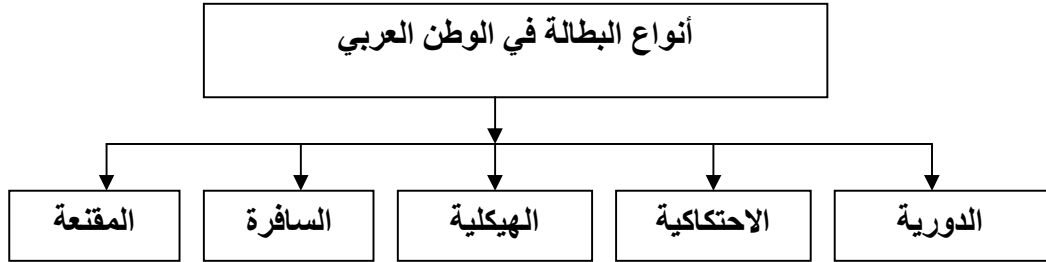 أنواع البطالة في الوطن العربي
الدورية
الاحتكاكية
الهيكلية
السافرة
المقنعة